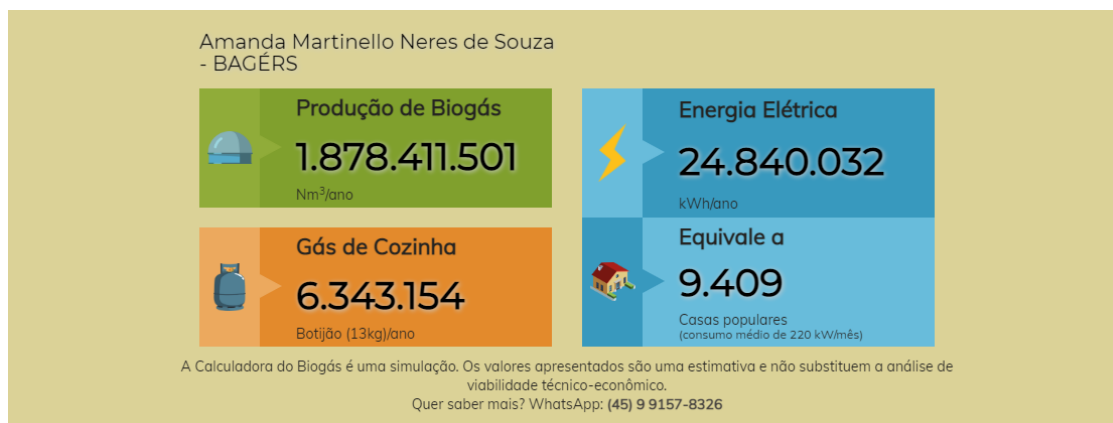 Amanda Martinello Neres de Souza
- BAGÉRS
Produção de Biogás
1.878.411.501
Nm³/ano
Energia Elétrica
24.840.032
kWh/ano
Gás de Cozinha
6.343.154
Botijão (13kg)/ano
Equivale a
9.409
Casas populares
(consumo médio de 220 kW/mês)
A Calculadora do Biogás é uma simulação. Os valores apresentados são uma estimativa e não substituem a análise de
viabilidade técnico-econômico.
Quer saber mais? WhatsApp: (45) 9 9157-8326